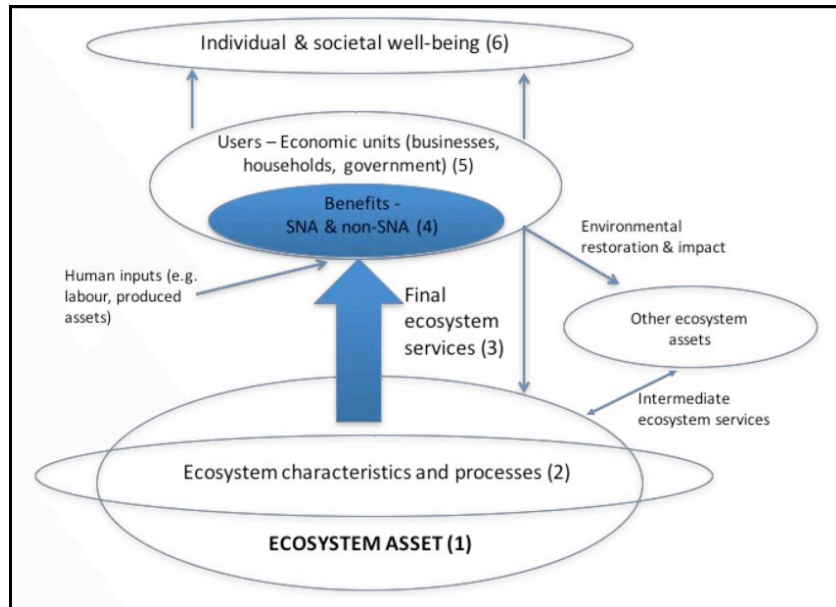 Individual & societal well-being (6)
Users – Economic units (businesses,
households, government) (5)
Benefits -
SNA & non-SNA (4)
Environmental
restoration & impact
Human inputs (e.g.
labour, produced
assets)
Final
ecosystem
services (3)
Other ecosystem
assets
Intermediate
ecosystem services
Ecosystem characteristics and processes (2)
ECOSYSTEM ASSET (1)